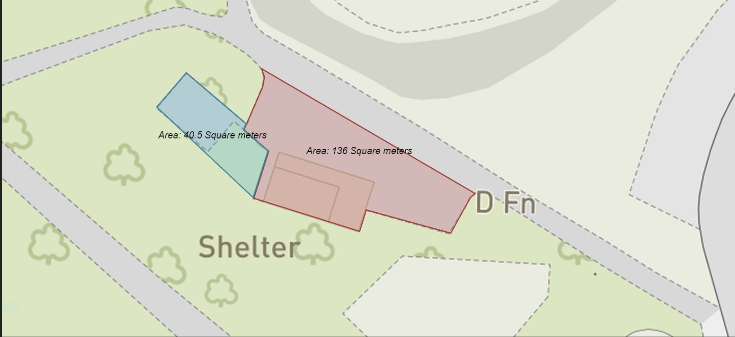 Area: 40.5 Square meters
Area: 136 Square meters
D Fn
Shelter